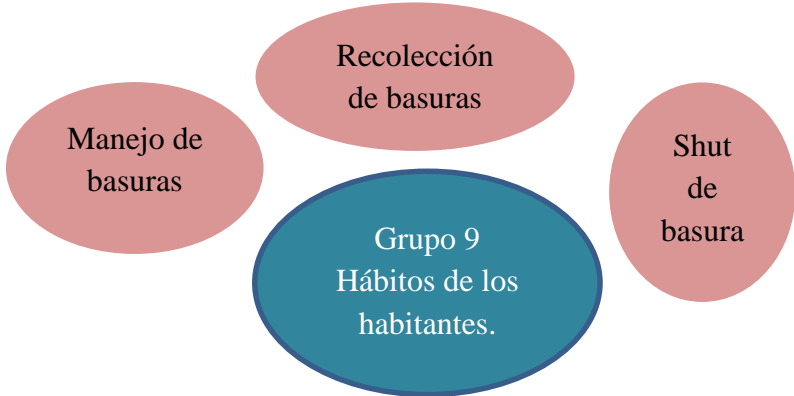 Recolección
de basuras
Manejo de
basuras
Shut
de
basura
Grupo 9
Hábitos de los
habitantes.